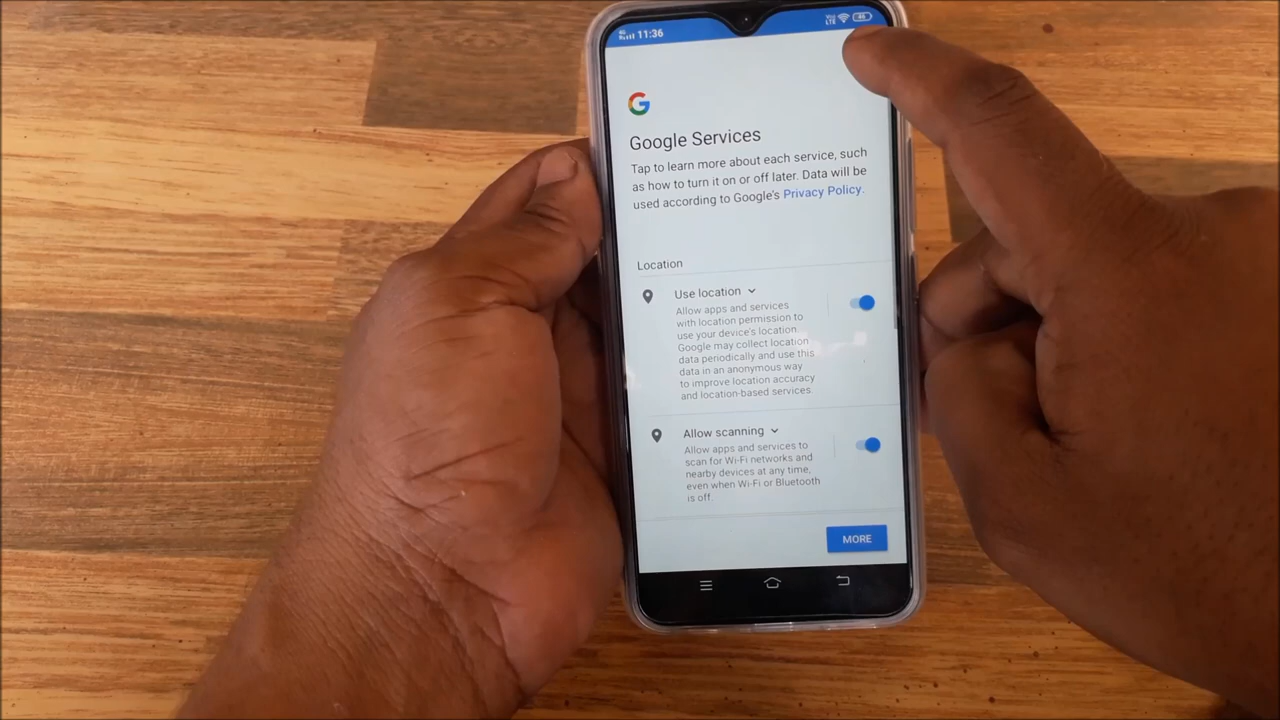 11:36
Google Services
Tap to learn more about each service, such
as how to turn it on or off later. Data will be
used according to Google's Privacy Policy.
Location
Use location
Allow apps and services
with location permission to
use your device's location.
Google may collect location
data periodically and use this
data in an anonymous way
to improve location accuracy
and location-based services.
Allow scanning
Allow apps and services to
scan for Wi-Fi networks and
nearby devices at any time,
even when Wi-Fi or Bluetooth
is off.
MORE